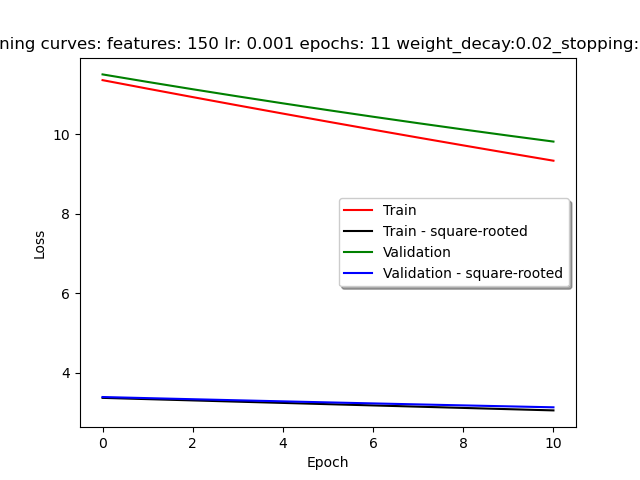 ning curves: features: 150 lr: 0.001 epochs: 11 weight_decay:0.02_stopping:
10
8
6
4
Loss
Train
Train - square-rooted
Validation
Validation - square-rooted
0 2 4 6 8 10
Epoch